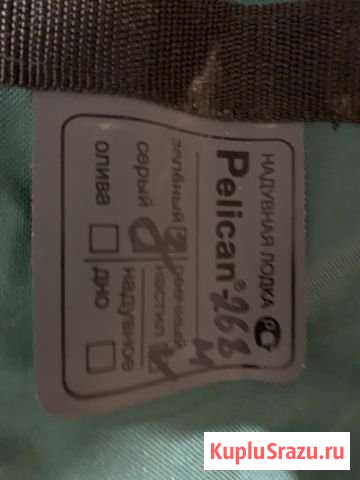 НАДУВНАЯ ЛОДКА
Pelican®-268
м
зелёный
реечный
серый
настил
олива
надувное
дно
KupluSrazu.ru